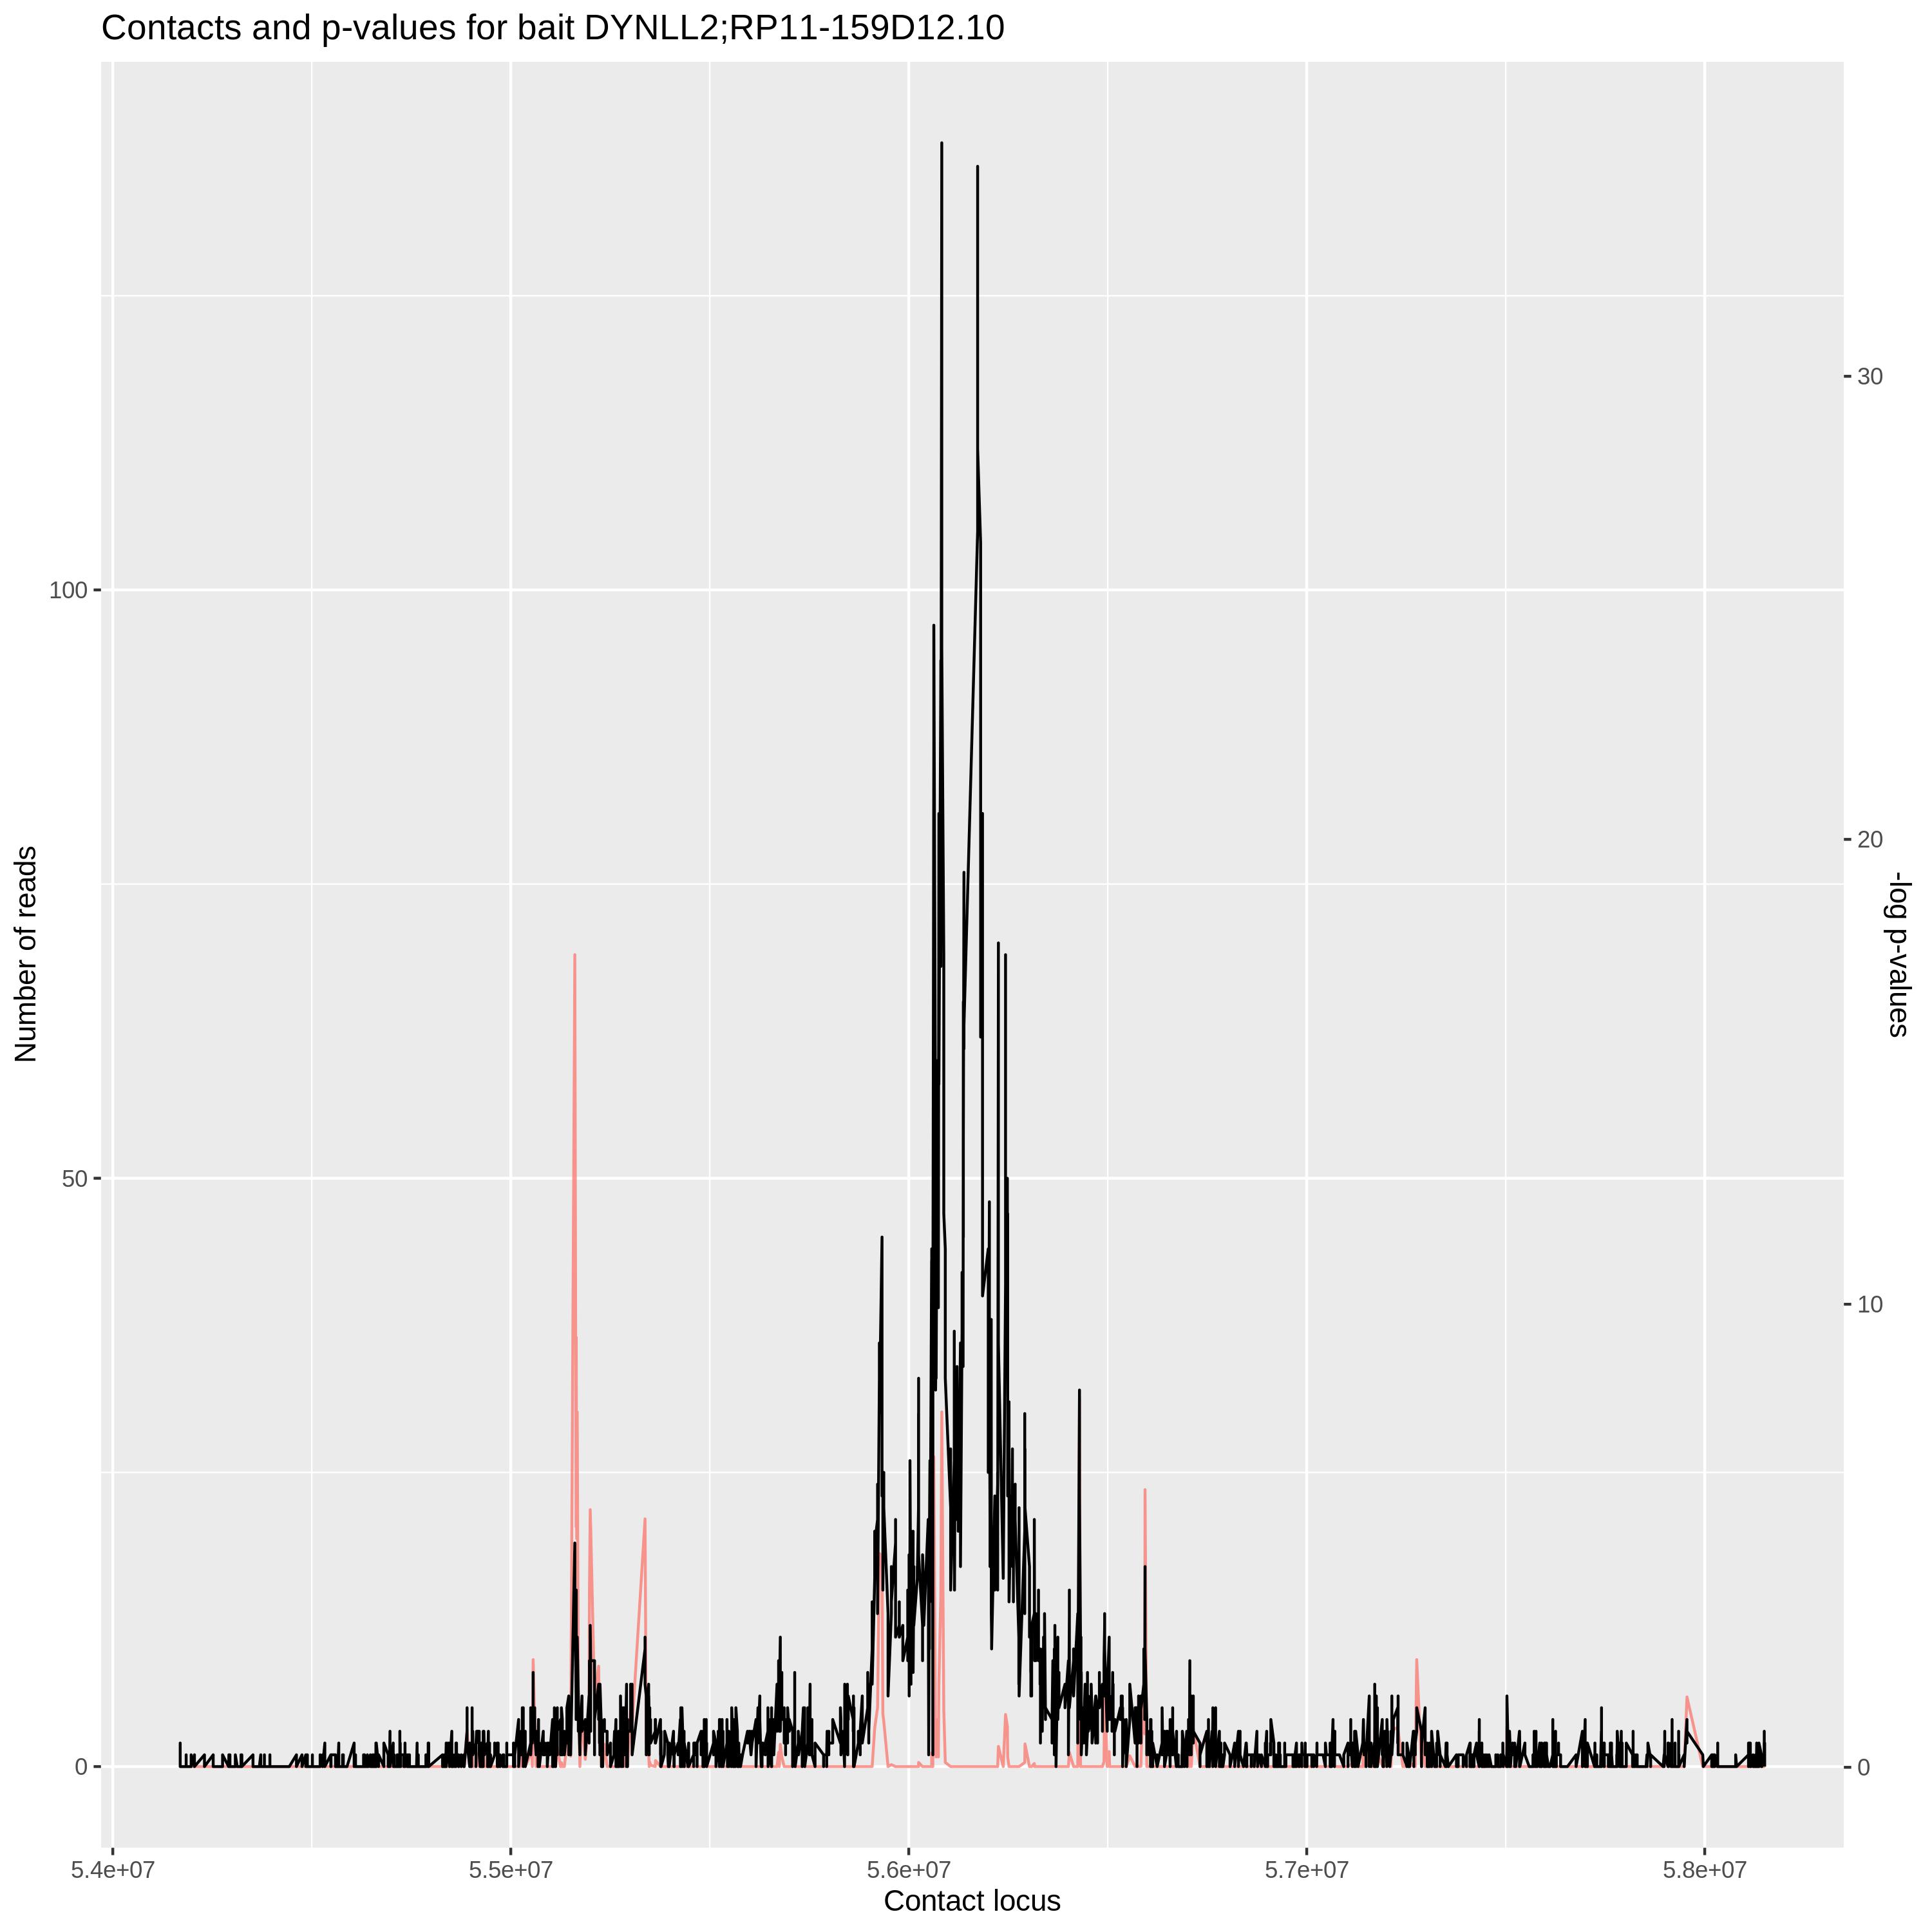 Contacts and p-values for bait DYNLL2;RP11-159D12.10
Number of reads
100
50
0
30
20
10
0
-log p-values
5.4e+07 5.5e+07 5.6e+07 5.7e+07 5.8e+07
Contact locus